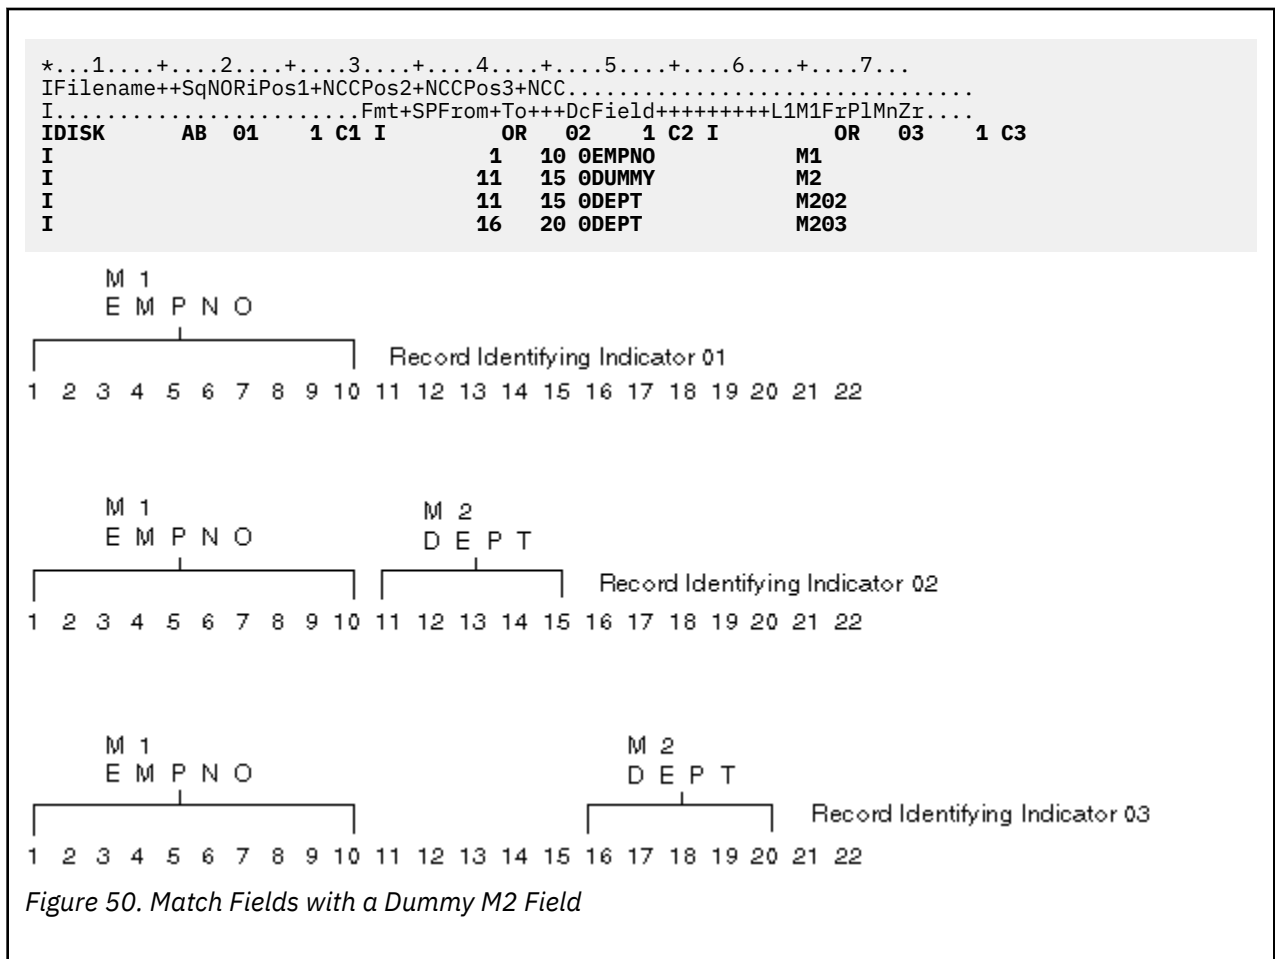 *...1....+....2....+....3....+....4....+....5....+....6....+....7...
IFilename++SqNORiPos1+NCCPos2+NCCPos3+NCC................................
I........................Fmt+SPFrom+To+++DcField+++++++++L1M1FrPlMnZr....
IDISK      AB  01    1 C1 I         OR   02    1 C2 I         OR   03    1 C3
I                                  1   10 0EMPNO           M1
I                                 11   15 0DUMMY           M2
I                                 11   15 0DEPT            M202
I                                 16   20 0DEPT            M203
M 1
E M P N O
Record Identifying Indicator 01
1 2 3 4 5 6 7 8 9 10 11 12 13 14 15 16 17 18 19 20 21 22
M 1 M 2
E M P N O D E P T
Record Identifying Indicator 02
1 2 3 4 5 6 7 8 9 10 11 12 13 14 15 16 17 18 19 20 21 22
M 1 M 2
E M P N O D E P T
Record Identifying Indicator 03
1 2 3 4 5 6 7 8 9 10 11 12 13 14 15 16 17 18 19 20 21 22
Figure 50. Match Fields with a Dummy M2 Field